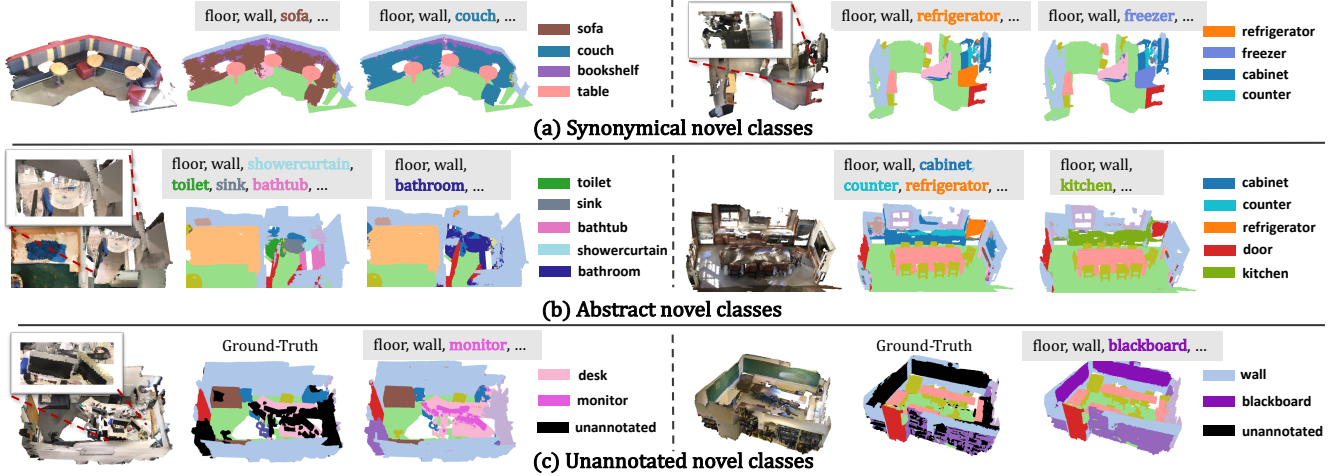 floor, wall, sofa, ...
floor, wall, couch, ...
sofa
couch
bookshelf
table
floor, wall, refrigerator, ...
floor, wall, freezer, ...
refrigerator
freezer
cabinet
counter
(a) Synonymical novel classes
floor, wall, showercurtain,
toilet, sink, bathtub, ...
floor, wall,
bathroom, ...
toilet
sink
bathtub
showercurtain
bathroom
floor, wall, cabinet,
counter, refrigerator, ...
floor, wall,
kitchen, ...
cabinet
counter
refrigerator
door
kitchen
(b) Abstract novel classes
Ground-Truth
floor, wall, monitor, ...
desk
monitor
unannotated
Ground-Truth
floor, wall, blackboard, ...
wall
blackboard
unannotated
(c) Unannotated novel classes